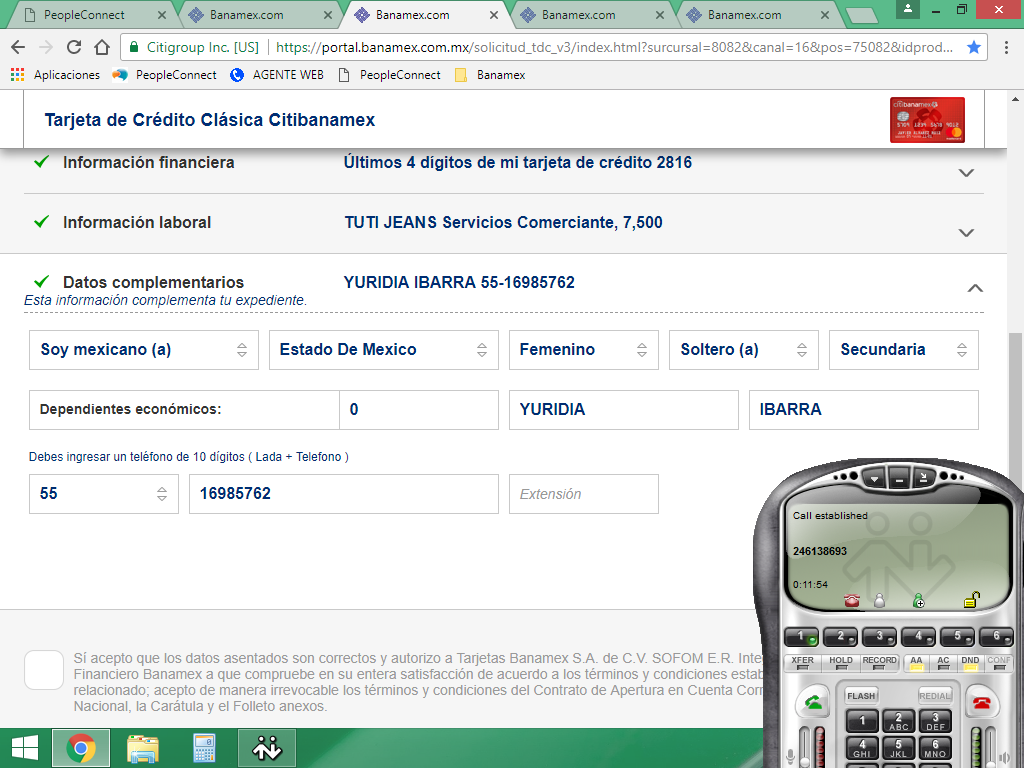 PeopleConnect
Banamex.com
Banamex.com
Banamex.com
Banamex.com
Citigroup Inc. [US] https://portal.banamex.com.mx/solicitud_tdc_v3/index.html?surcursal=8082&canal=16&pos=75082&idprod...
Aplicaciones PeopleConnect AGENTE WEB PeopleConnect Banamex
Tarjeta de Crédito Clásica Citibanamex
citibanamex
Información financiera Últimos 4 dígitos de mi tarjeta de crédito 2816
Información laboral TUTI JEANS Servicios Comerciante, 7,500
Datos complementarios YURIDIA IBARRA 55-16985762
Esta información complementa tu expediente.
Soy mexicano (a) Estado De Mexico Femenino Soltero (a) Secundaria
Dependientes económicos: 0 YURIDIA IBARRA
Debes ingresar un teléfono de 10 dígitos ( Lada + Telefono )
55 16985762 Extensión
Call established
246138693
0:11:54
1 2 3 4 5 6
XFER HOLD RECORD AA AC DND CONF
FLASH REDIAL
1 2 ABC 3 DEF
4 GHI 5 JKL 6 MNO
Sí acepto que los datos asentados son correctos y autorizo a Tarjetas Banamex S.A. de C.V. SOFOM E.R. Inte
Financiero Banamex a que compruebe en su entera satisfacción de acuerdo a los términos y condiciones estab
relacionado; acepto de manera irrevocable los términos y condiciones del Contrato de Apertura en Cuenta Corr
Nacional, la Carátula y el Folleto anexos.